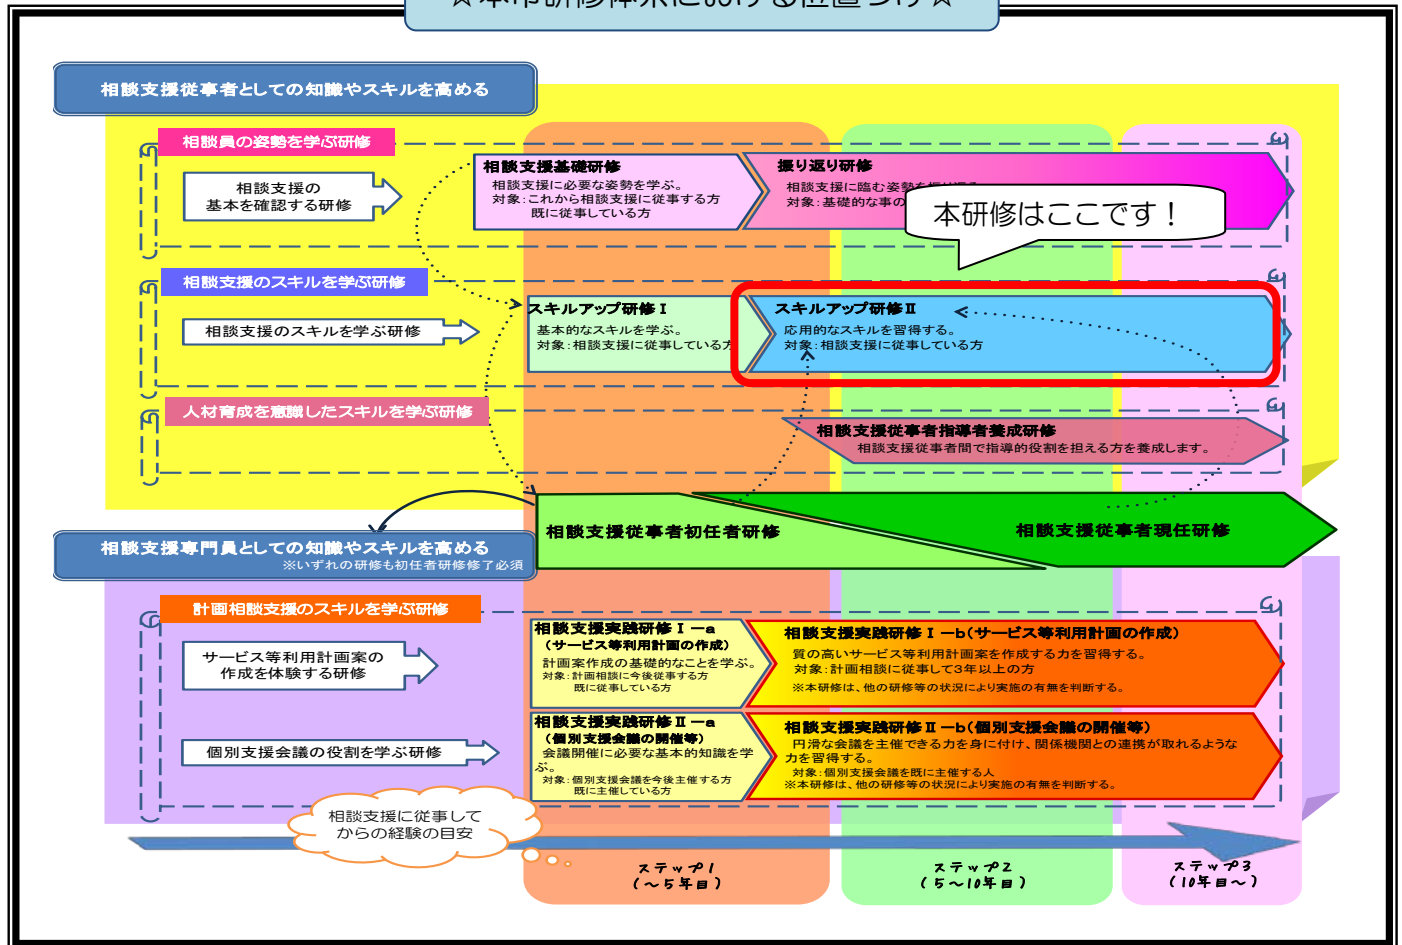 ☆本市研修体系における位置づけ☆
相談支援従事者としての知識やスキルを高める
相談員の姿勢を学ぶ研修
相談支援の
基本を確認する研修
相談支援基礎研修
相談支援に必要な姿勢を学ぶ。
対象：これから相談支援に従事する方
既に従事している方
振り返り研修
相談支援に臨む姿勢を振り返る
対象：基礎的な事の
本研修はここです！
相談支援のスキルを学ぶ研修
相談支援のスキルを学ぶ研修
スキルアップ研修Ⅰ
基本的なスキルを学ぶ。
対象：相談支援に従事している方
スキルアップ研修Ⅱ
応用的なスキルを習得する。
対象：相談支援に従事している方
人材育成を意識したスキルを学ぶ研修
相談支援従事者指導者養成研修
相談支援従事者間で指導的役割を担える方を養成します。
相談支援従事者初任者研修
相談支援従事者現任研修
相談支援専門員としての知識やスキルを高める
※いずれの研修も初任者研修修了必須
計画相談支援のスキルを学ぶ研修
サービス等利用計画案の
作成を体験する研修
相談支援実践研修Ⅰ－a
（サービス等利用計画の作成）
計画案作成の基礎的なことを学ぶ。
対象：計画相談に今後従事する方
既に従事している方
相談支援実践研修Ⅰ－b（サービス等利用計画の作成）
質の高いサービス等利用計画案を作成する力を習得する。
対象：計画相談に従事して3年以上の方
※本研修は、他の研修等の状況により実施の有無を判断する。
個別支援会議の役割を学ぶ研修
相談支援実践研修Ⅱ－a
（個別支援会議の開催等）
会議開催に必要な基本的知識を学
ぶ。
対象：個別支援会議を今後主催する方
既に主催している方
相談支援実践研修Ⅱ－b（個別支援会議の開催等）
円滑な会議を主催できる力を身に付け、関係機関との連携が取れるような
力を習得する。
対象：個別支援会議を既に主催する人
※本研修は、他の研修等の状況により実施の有無を判断する。
相談支援に従事して
からの経験の目安
ステップ1
（～5年目）
ステップ2
（5～10年目）
ステップ3
（10年目～）